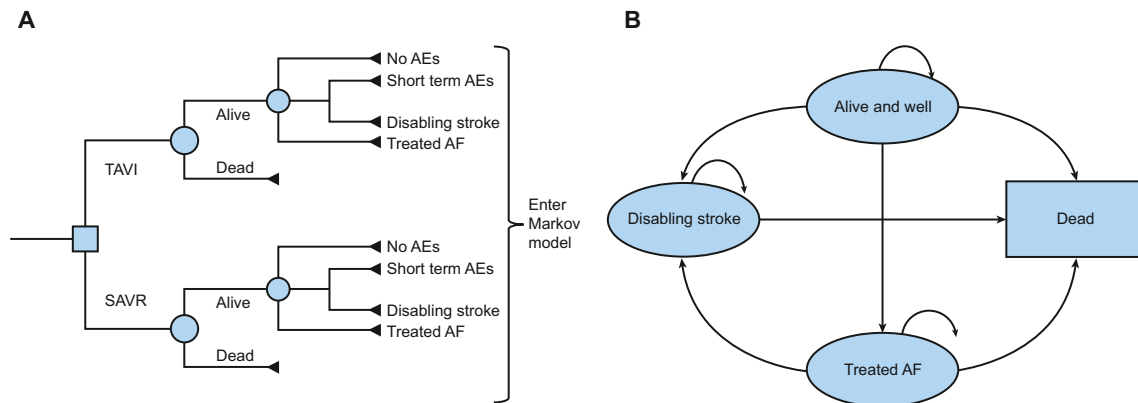 A
No AEs
Short term AEs
Alive
Disabling stroke
Treated AF
TAVI
Dead
Enter
Markov
model
No AEs
Short term AEs
SAVR
Alive
Disabling stroke
Treated AF
Dead
B
Alive and well
Disabling stroke
Dead
Treated AF